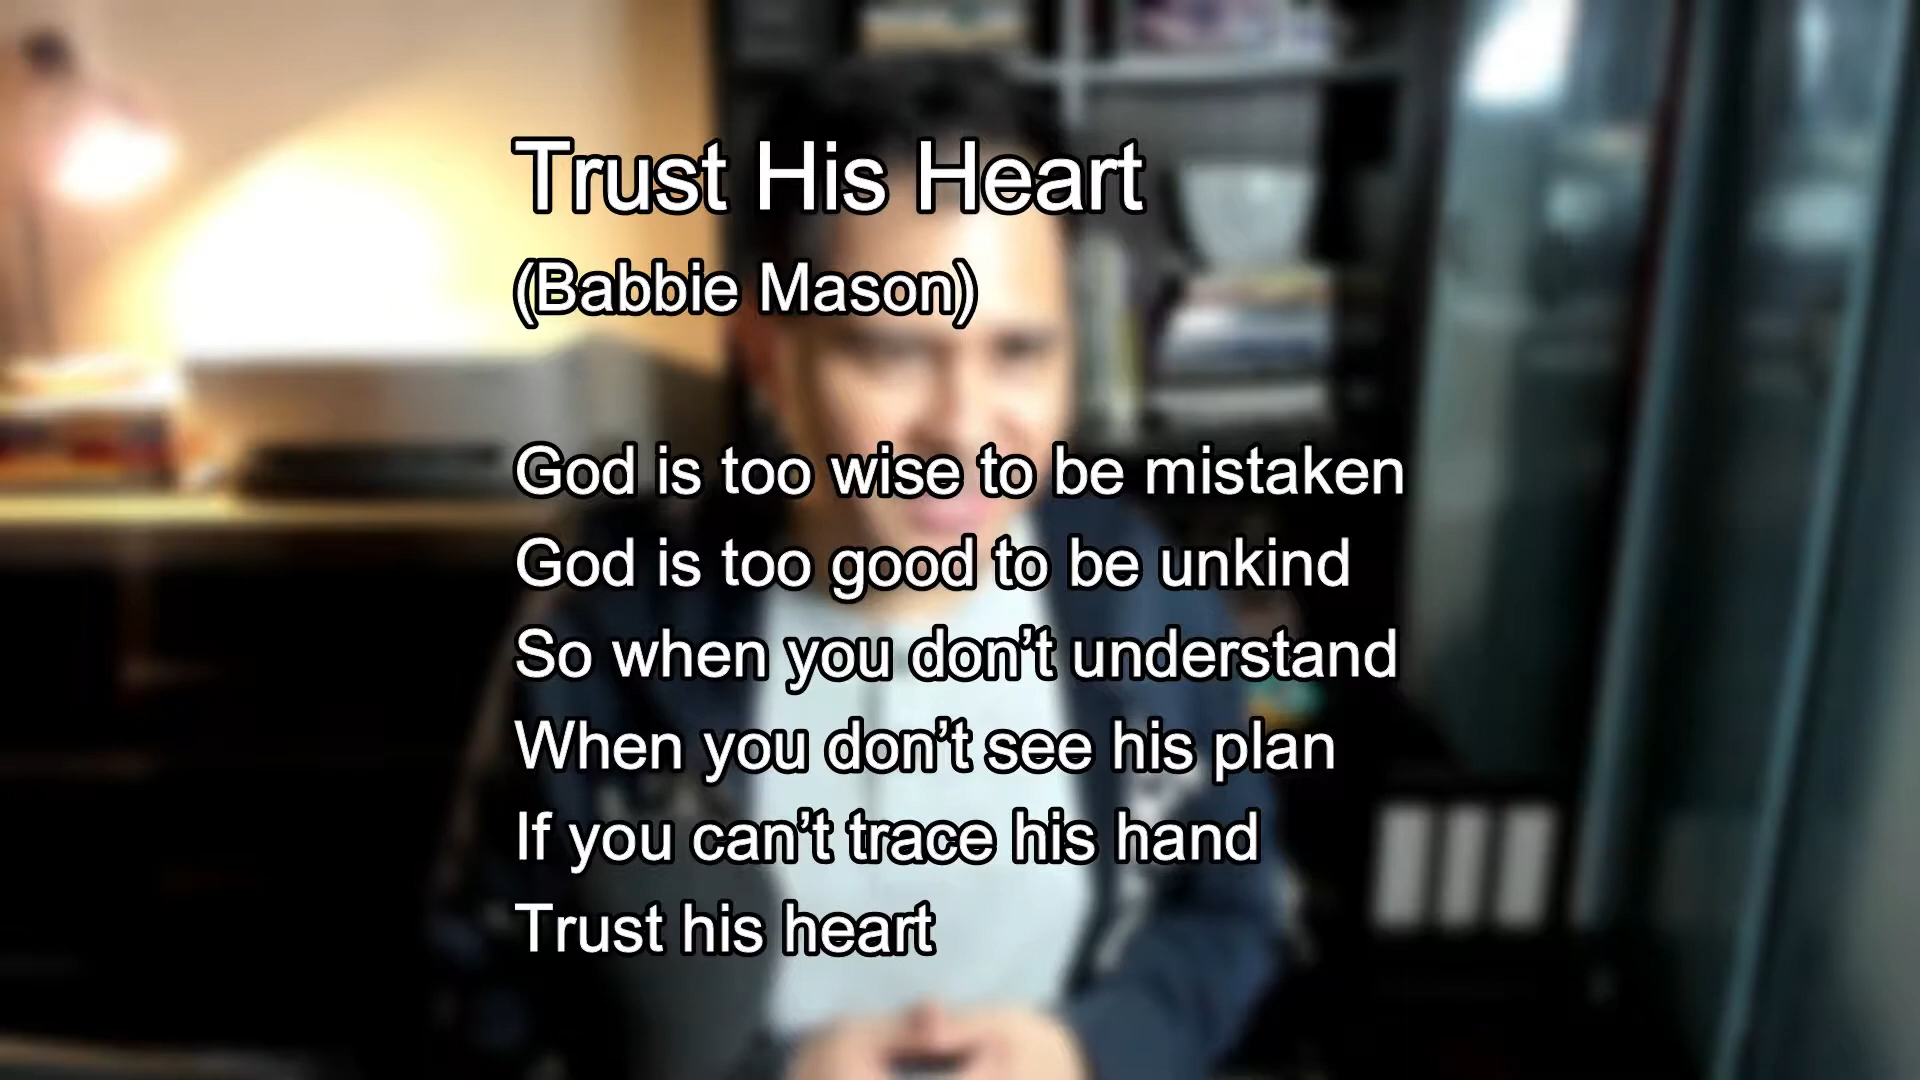 Trust His Heart
(Babbie Mason)
God is too wise to be mistaken
God is too good to be unkind
So when you don’t understand
When you don’t see his plan
If you can’t trace his hand
Trust his heart